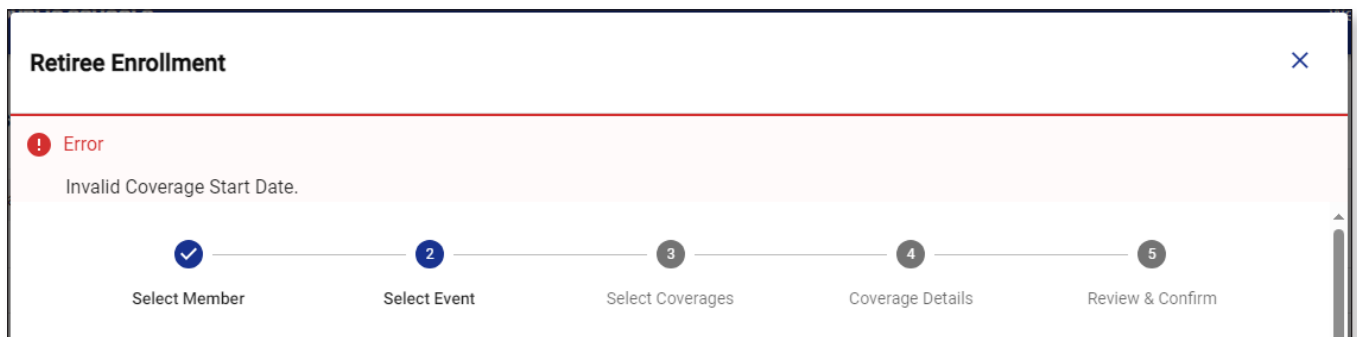 Retiree Enrollment
Error
Invalid Coverage Start Date.
2
3
4
5
Select Member
Select Event
Select Coverages
Coverage Details
Review & Confirm